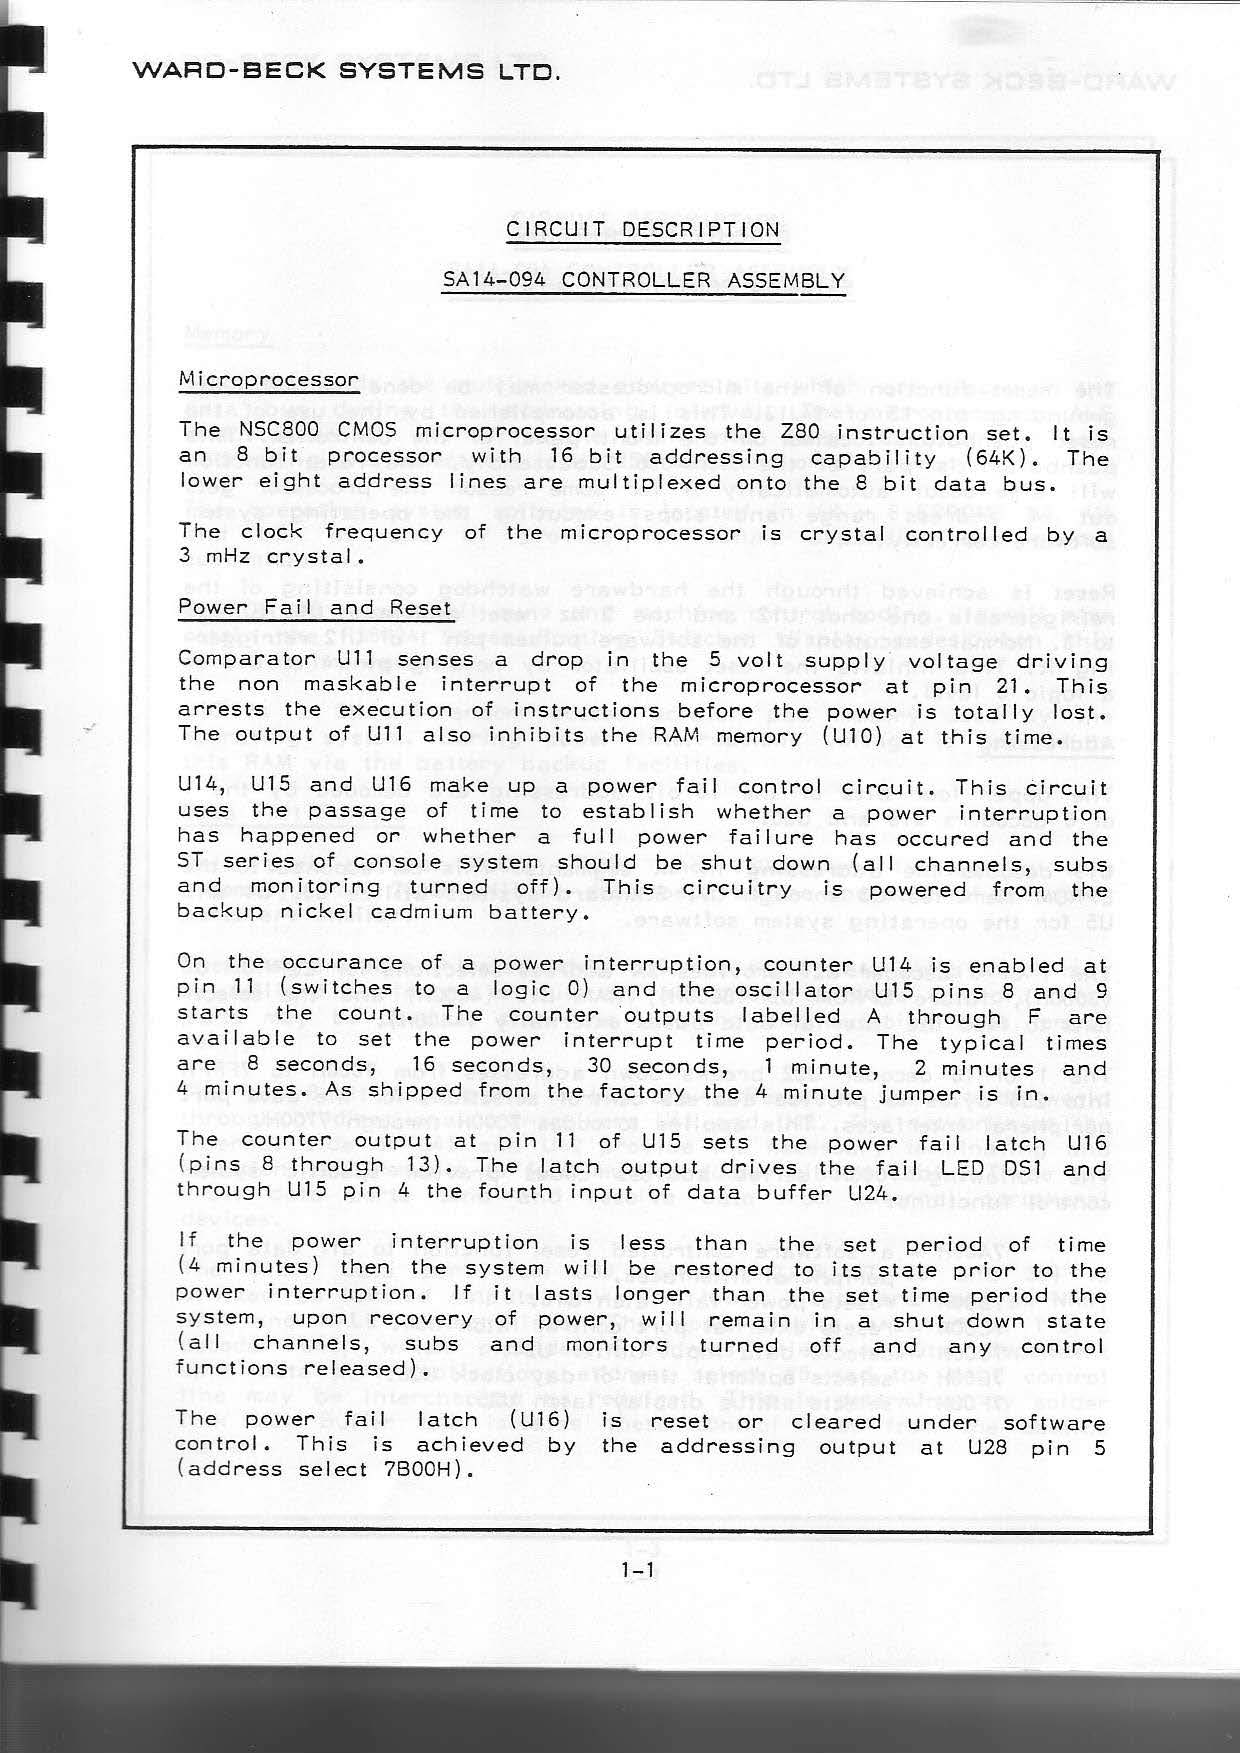 WARD-BECK SYSTEMS LTD.
CIRCUIT DESCRIPTION
SA14-094 CONTROLLER ASSEMBLY
Microprocessor
The NSC800 CMOS microprocessor utilizes the Z80 instruction set. It is
an 8 bit processor with 16 bit addressing capability (64K). The
lower eight address lines are multiplexed onto the 8 bit data bus.
The clock frequency of the microprocessor is crystal controlled by a
3 mHz crystal.
Power Fail and Reset
Comparator U11 senses a drop in the 5 volt supply voltage driving
the non maskable interrupt of the microprocessor at pin 21. This
arrests the execution of instructions before the power is totally lost.
The output of U11 also inhibits the RAM memory (U10) at this time.
U14, U15 and U16 make up a power fail control circuit. This circuit
uses the passage of time to establish whether a power interruption
has happened or whether a full power failure has occured and the
ST series of console system should be shut down (all channels, subs
and monitoring turned off). This circuitry is powered from the
backup nickel cadmium battery.
On the occurance of a power interruption, counter U14 is enabled at
pin 11 (switches to a logic 0) and the oscillator U15 pins 8 and 9
starts the count. The counter outputs labelled A through F are
available to set the power interrupt time period. The typical times
are 8 seconds, 16 seconds, 30 seconds, 1 minute, 2 minutes and
4 minutes. As shipped from the factory the 4 minute jumper is in.
The counter output at pin 11 of U15 sets the power fail latch U16
(pins 8 through 13). The latch output drives the fail LED DS1 and
through U15 pin 4 the fourth input of data buffer U24.
If the power interruption is less than the set period of time
(4 minutes) then the system will be restored to its state prior to the
power interruption. If it lasts longer than the set time period the
system, upon recovery of power, will remain in a shut down state
(all channels, subs and monitors turned off and any control
functions released).
The power fail latch (U16) is reset or cleared under software
control. This is achieved by the addressing output at U28 pin 5
(address select 7B00H).
1-1